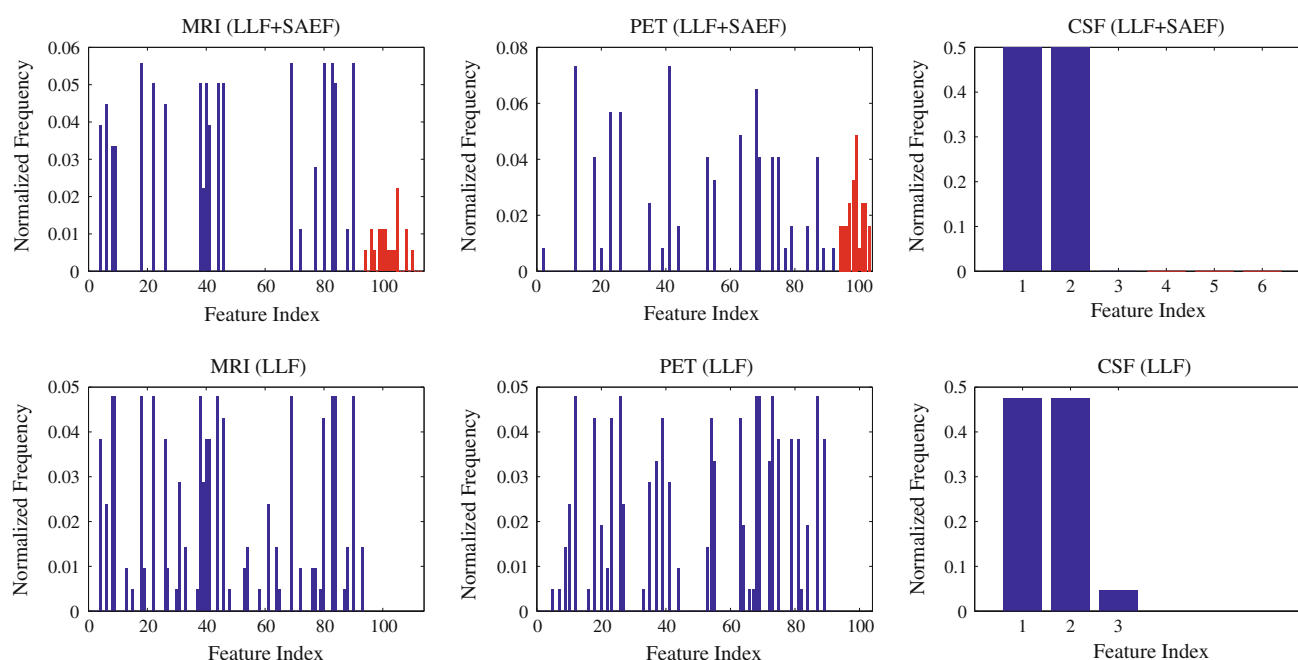 MRI (LLF+SAEF)
Normalized Frequency
0.06
0.05
0.04
0.03
0.02
0.01
0
0 20 40 60 80 100
Feature Index
PET (LLF+SAEF)
Normalized Frequency
0.08
0.06
0.04
0.02
0
0 20 40 60 80 100
Feature Index
CSF (LLF+SAEF)
Normalized Frequency
0.5
0.4
0.3
0.2
0.1
0
1 2 3 4 5 6
Feature Index
MRI (LLF)
Normalized Frequency
0.05
0.04
0.03
0.02
0.01
0
0 20 40 60 80 100
Feature Index
PET (LLF)
Normalized Frequency
0.05
0.04
0.03
0.02
0.01
0
0 20 40 60 80 100
Feature Index
CSF (LLF)
Normalized Frequency
0.5
0.4
0.3
0.2
0.1
0
1 2 3
Feature Index